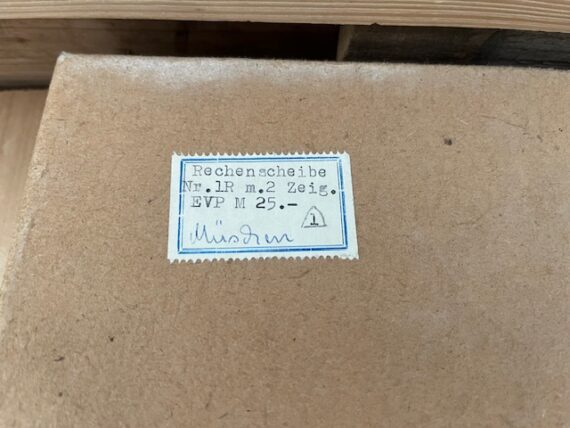 Rechenscheibe
Nr.1R m.2 Zeig.
EVP M 25.-
1